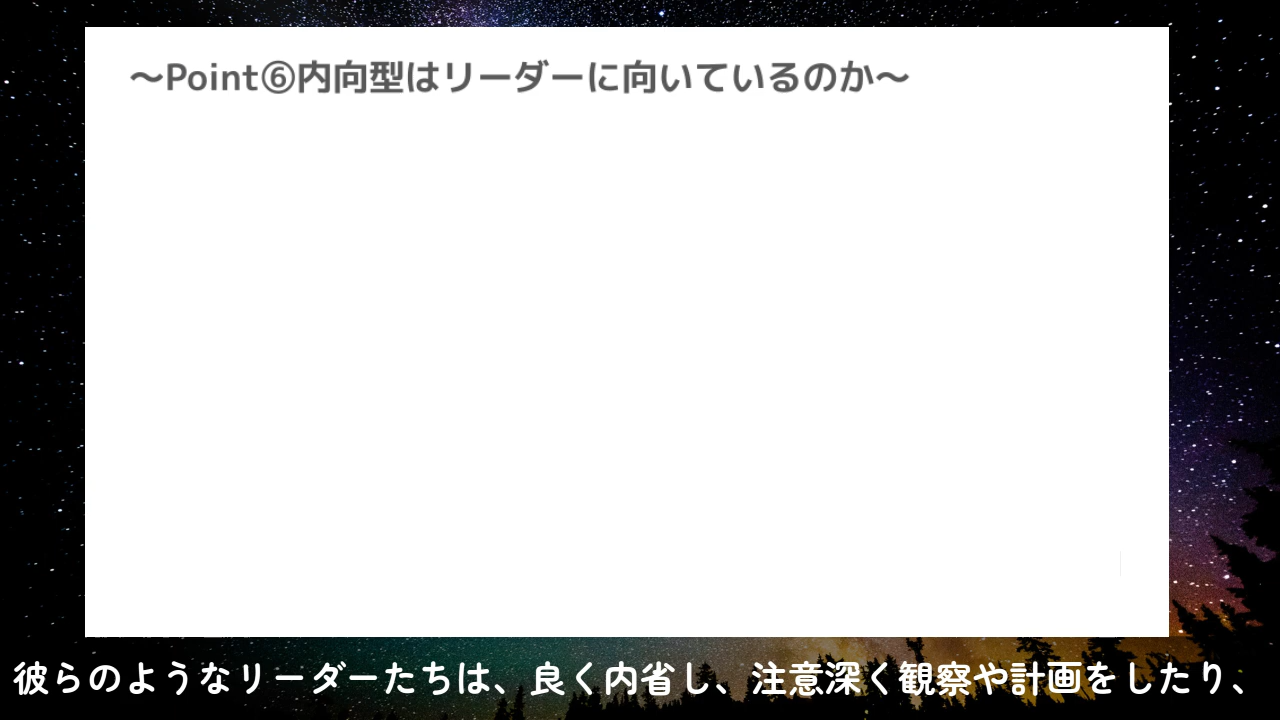 〜Point⑥内向型はリーダーに向いているのか〜
彼らのようなリーダーたちは、良く内省し、注意深く観察や計画をしたり、